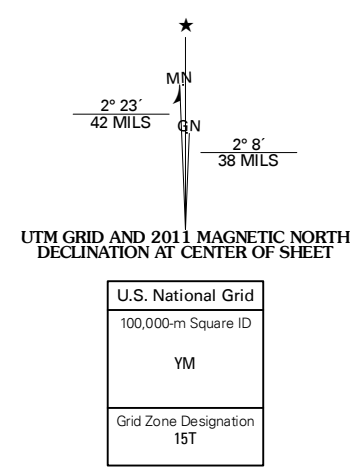 ★
MN
2° 23´
42 MILS
GN
2° 8´
38 MILS
UTM GRID AND 2011 MAGNETIC NORTH
DECLINATION AT CENTER OF SHEET
U.S. National Grid
100,000-m Square ID
YM
Grid Zone Designation
15T